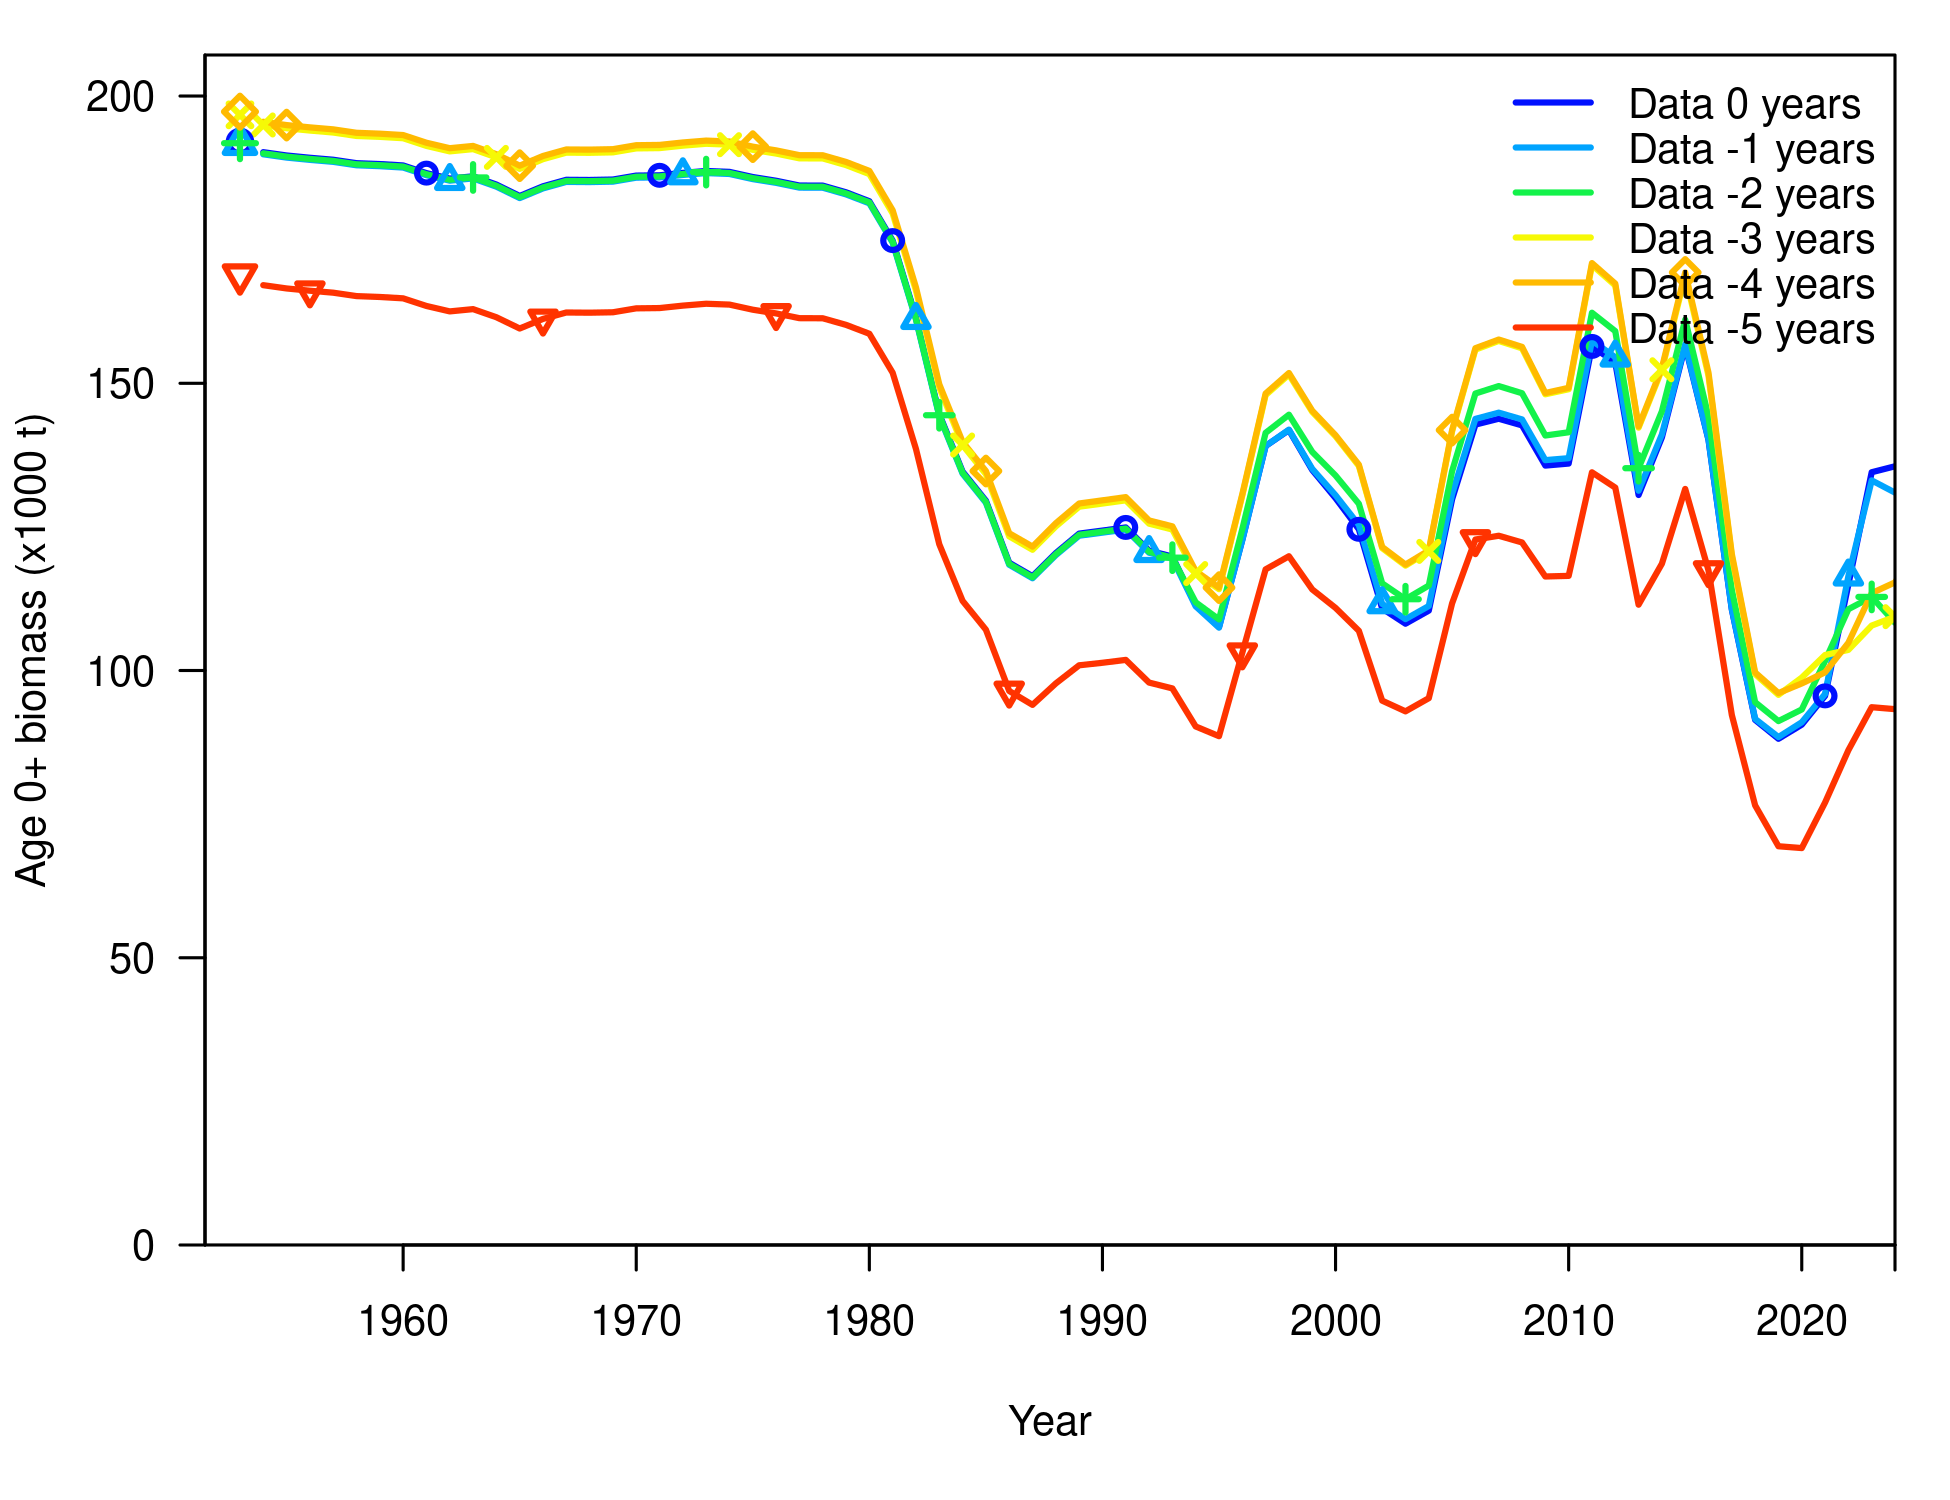 200
150
100
50
0
Age 0+ biomass (x1000 t)
Data 0 years
Data -1 years
Data -2 years
Data -3 years
Data -4 years
Data -5 years
1960 1970 1980 1990 2000 2010 2020
Year